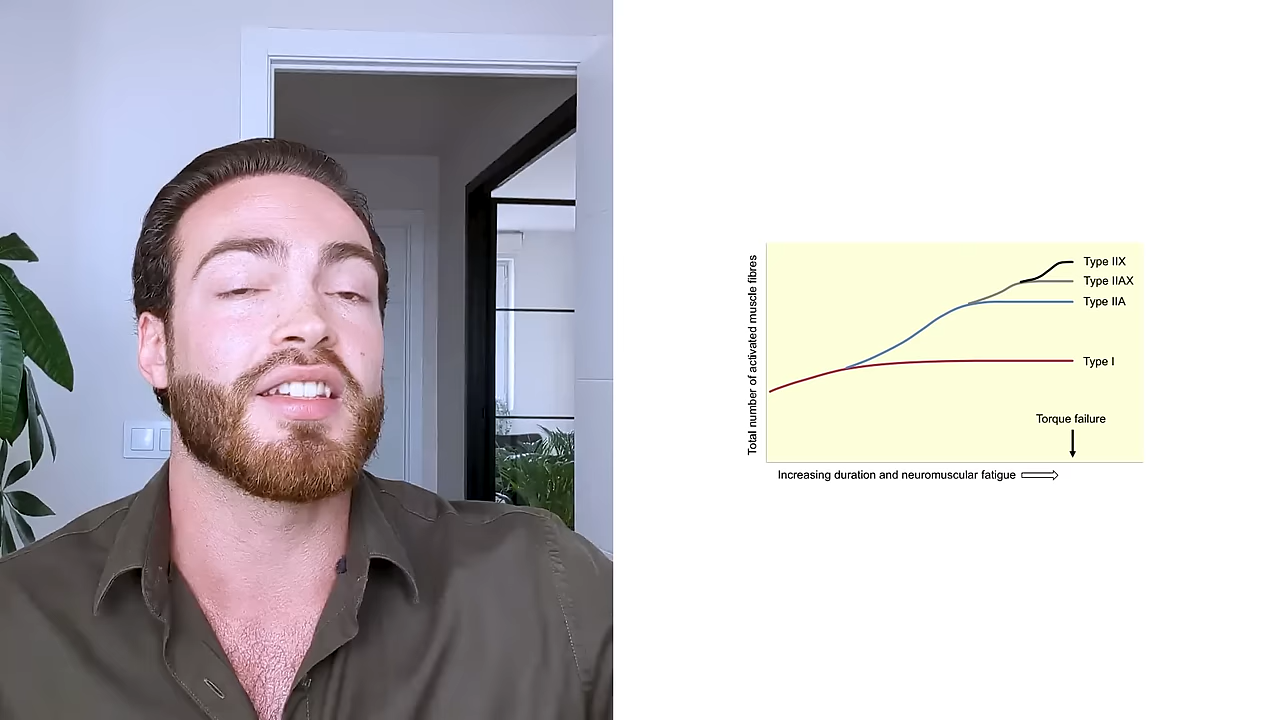 Total number of activated muscle fibres
Type IIX
Type IIAX
Type IIA
Type I
Torque failure
Increasing duration and neuromuscular fatigue